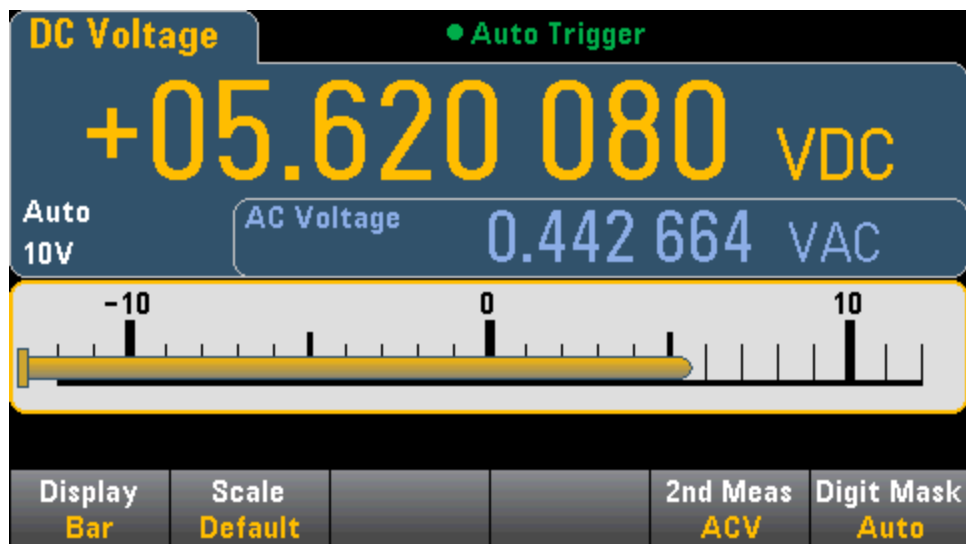 DC Voltage
● Auto Trigger
+05.620 080 VDC
Auto
10V
AC Voltage 0.442 664 VAC
-10 0 10
Display Scale 2nd Meas Digit Mask
Bar Default ACV Auto